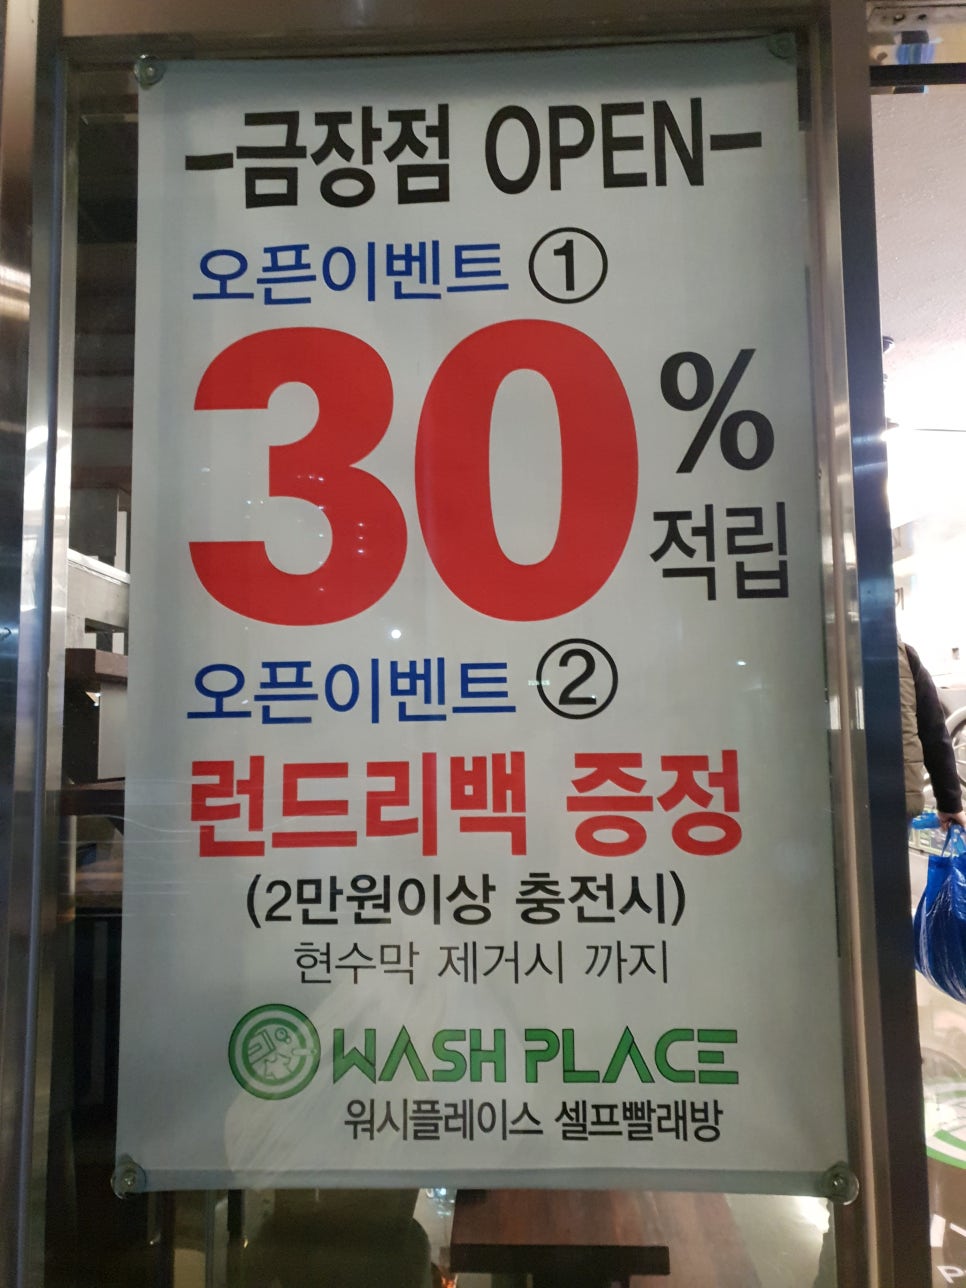 -금장점 OPEN-
오픈이벤트 ①
30%
적립
오픈이벤트 ②
런드리백 증정
(2만원이상 충전시)
현수막 제거시 까지
WASH PLACE
워시플레이스 셀프빨래방